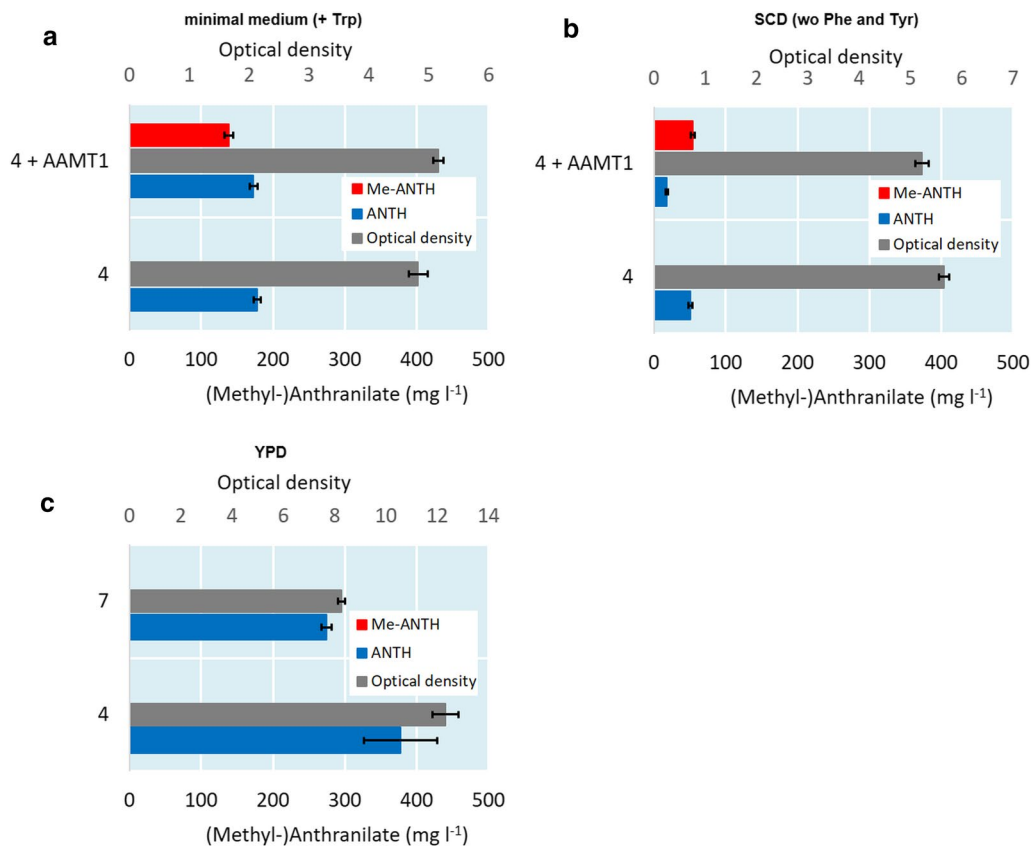 a
minimal medium (+ Trp)
Optical density
0 1 2 3 4 5 6
4 + AAMT1
4
Me-ANTH
ANTH
Optical density
0 100 200 300 400 500
(Methyl-)Anthranilate (mg l⁻¹)
b
SCD (wo Phe and Tyr)
Optical density
0 1 2 3 4 5 6 7
4 + AAMT1
4
Me-ANTH
ANTH
Optical density
0 100 200 300 400 500
(Methyl-)Anthranilate (mg l⁻¹)
c
YPD
Optical density
0 2 4 6 8 10 12 14
7
4
Me-ANTH
ANTH
Optical density
0 100 200 300 400 500
(Methyl-)Anthranilate (mg l⁻¹)